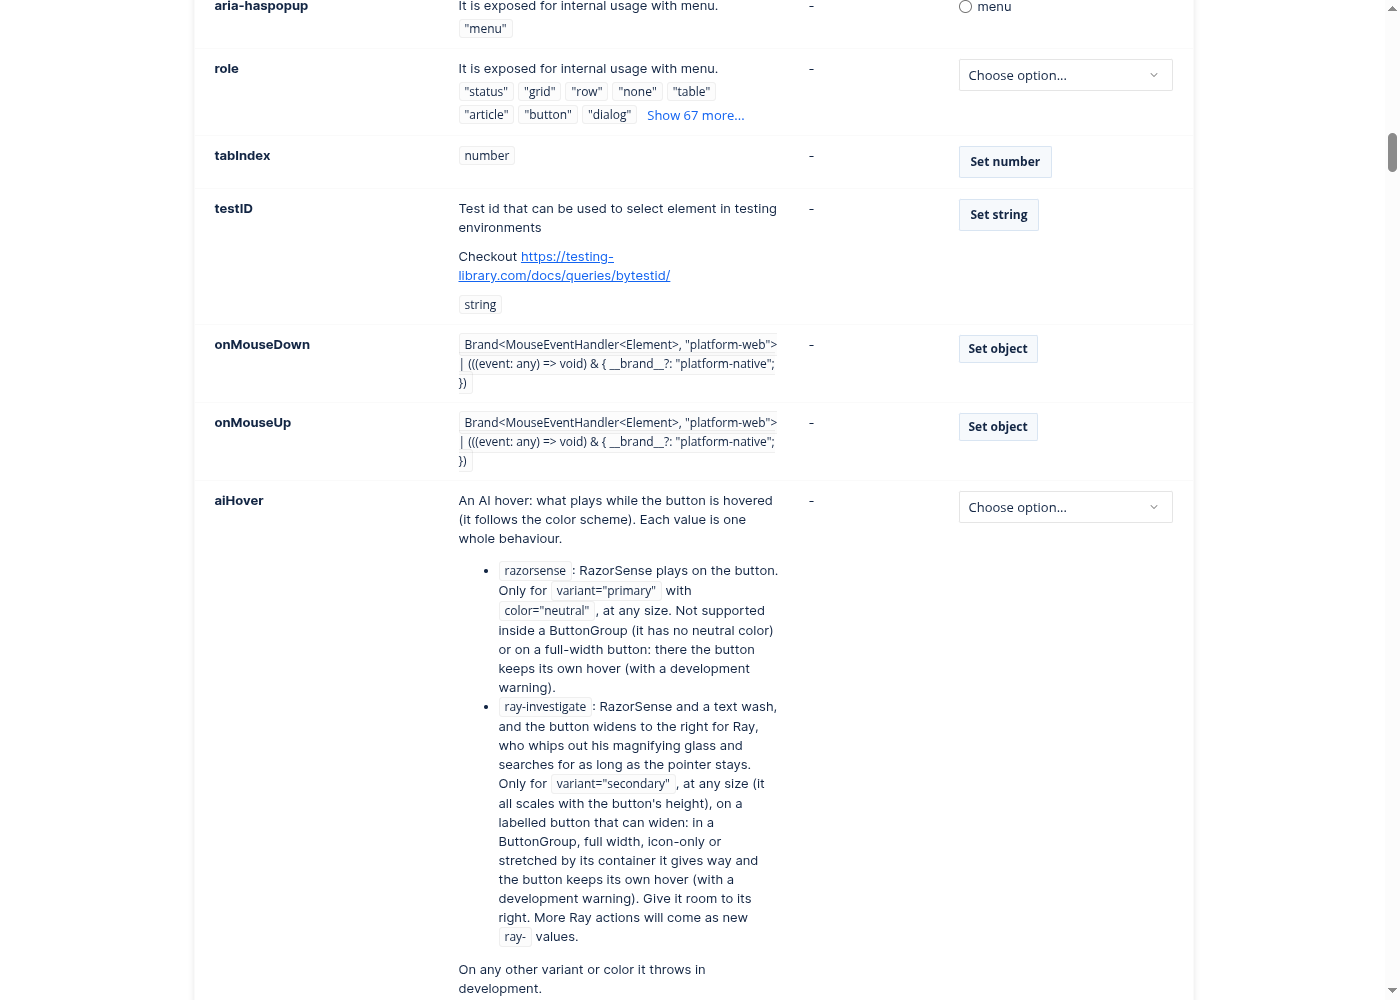 aria-haspopup
It is exposed for internal usage with menu.
-
menu
"menu"
role
It is exposed for internal usage with menu.
-
Choose option...
"status" "grid" "row" "none" "table"
"article" "button" "dialog" Show 67 more...
tabIndex
number
-
Set number
testID
Test id that can be used to select element in testing
environments
-
Set string
Checkout https://testing-
library.com/docs/queries/bytestid/
string
onMouseDown
Brand<MouseEventHandler<Element>, "platform-web">
| (((event: any) => void) & { __brand__?: "platform-native";
})
-
Set object
onMouseUp
Brand<MouseEventHandler<Element>, "platform-web">
| (((event: any) => void) & { __brand__?: "platform-native";
})
-
Set object
aiHover
An AI hover: what plays while the button is hovered
(it follows the color scheme). Each value is one
whole behaviour.
-
Choose option...
• razorsense : RazorSense plays on the button.
Only for variant="primary" with
color="neutral" , at any size. Not supported
inside a ButtonGroup (it has no neutral color)
or on a full-width button: there the button
keeps its own hover (with a development
warning).
• ray-investigate : RazorSense and a text wash,
and the button widens to the right for Ray,
who whips out his magnifying glass and
searches for as long as the pointer stays.
Only for variant="secondary" , at any size (it
all scales with the button's height), on a
labelled button that can widen: in a
ButtonGroup, full width, icon-only or
stretched by its container it gives way and
the button keeps its own hover (with a
development warning). Give it room to its
right. More Ray actions will come as new
ray- values.
On any other variant or color it throws in
development.